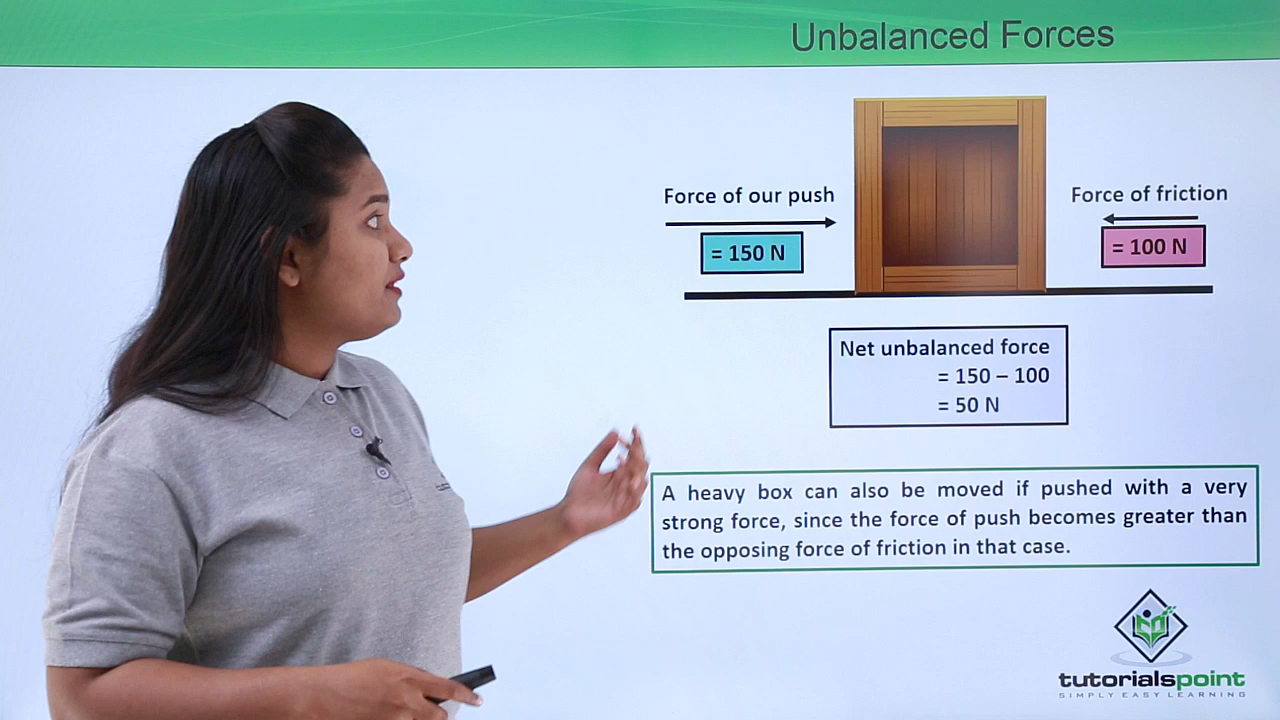 Unbalanced Forces
Force of our push
= 150 N
Force of friction
= 100 N
Net unbalanced force
= 150 – 100
= 50 N
A heavy box can also be moved if pushed with a very
strong force, since the force of push becomes greater than
the opposing force of friction in that case.
tutorialspoint
SIMPLY EASY LEARNING